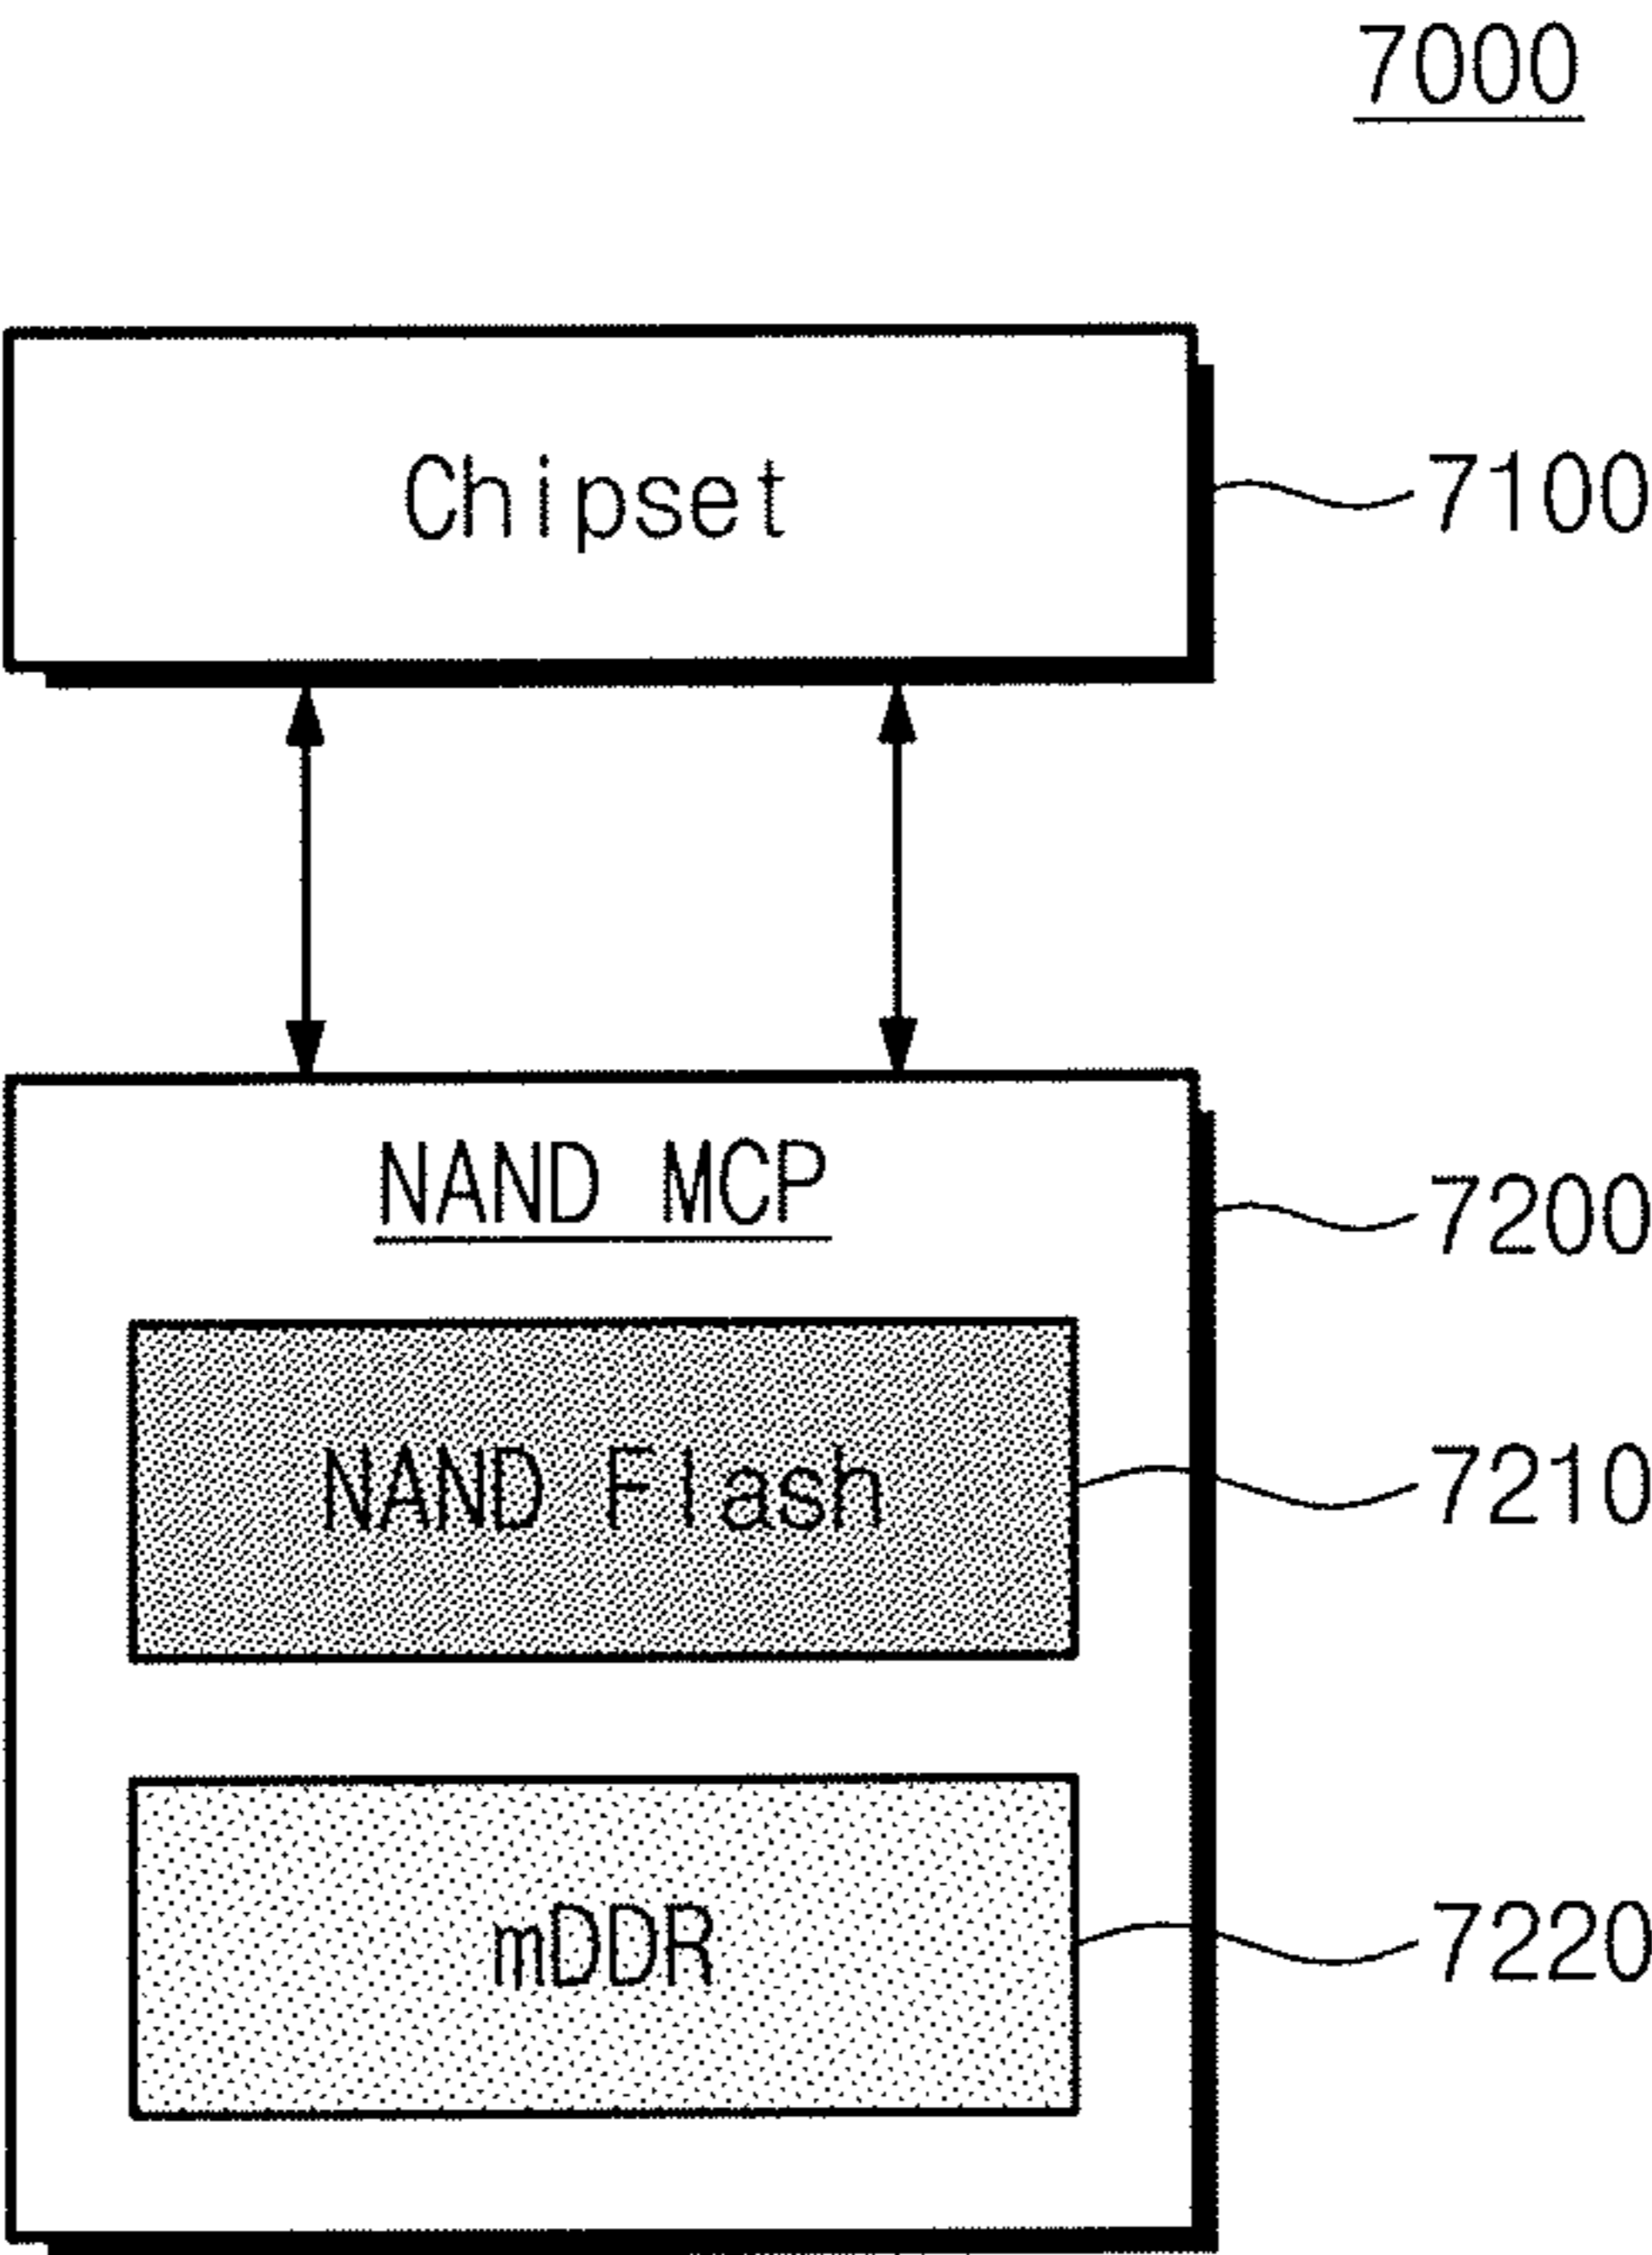 7000
Chipset
7100
NAND MCP
7200
NAND Flash
7210
mDDR
7220